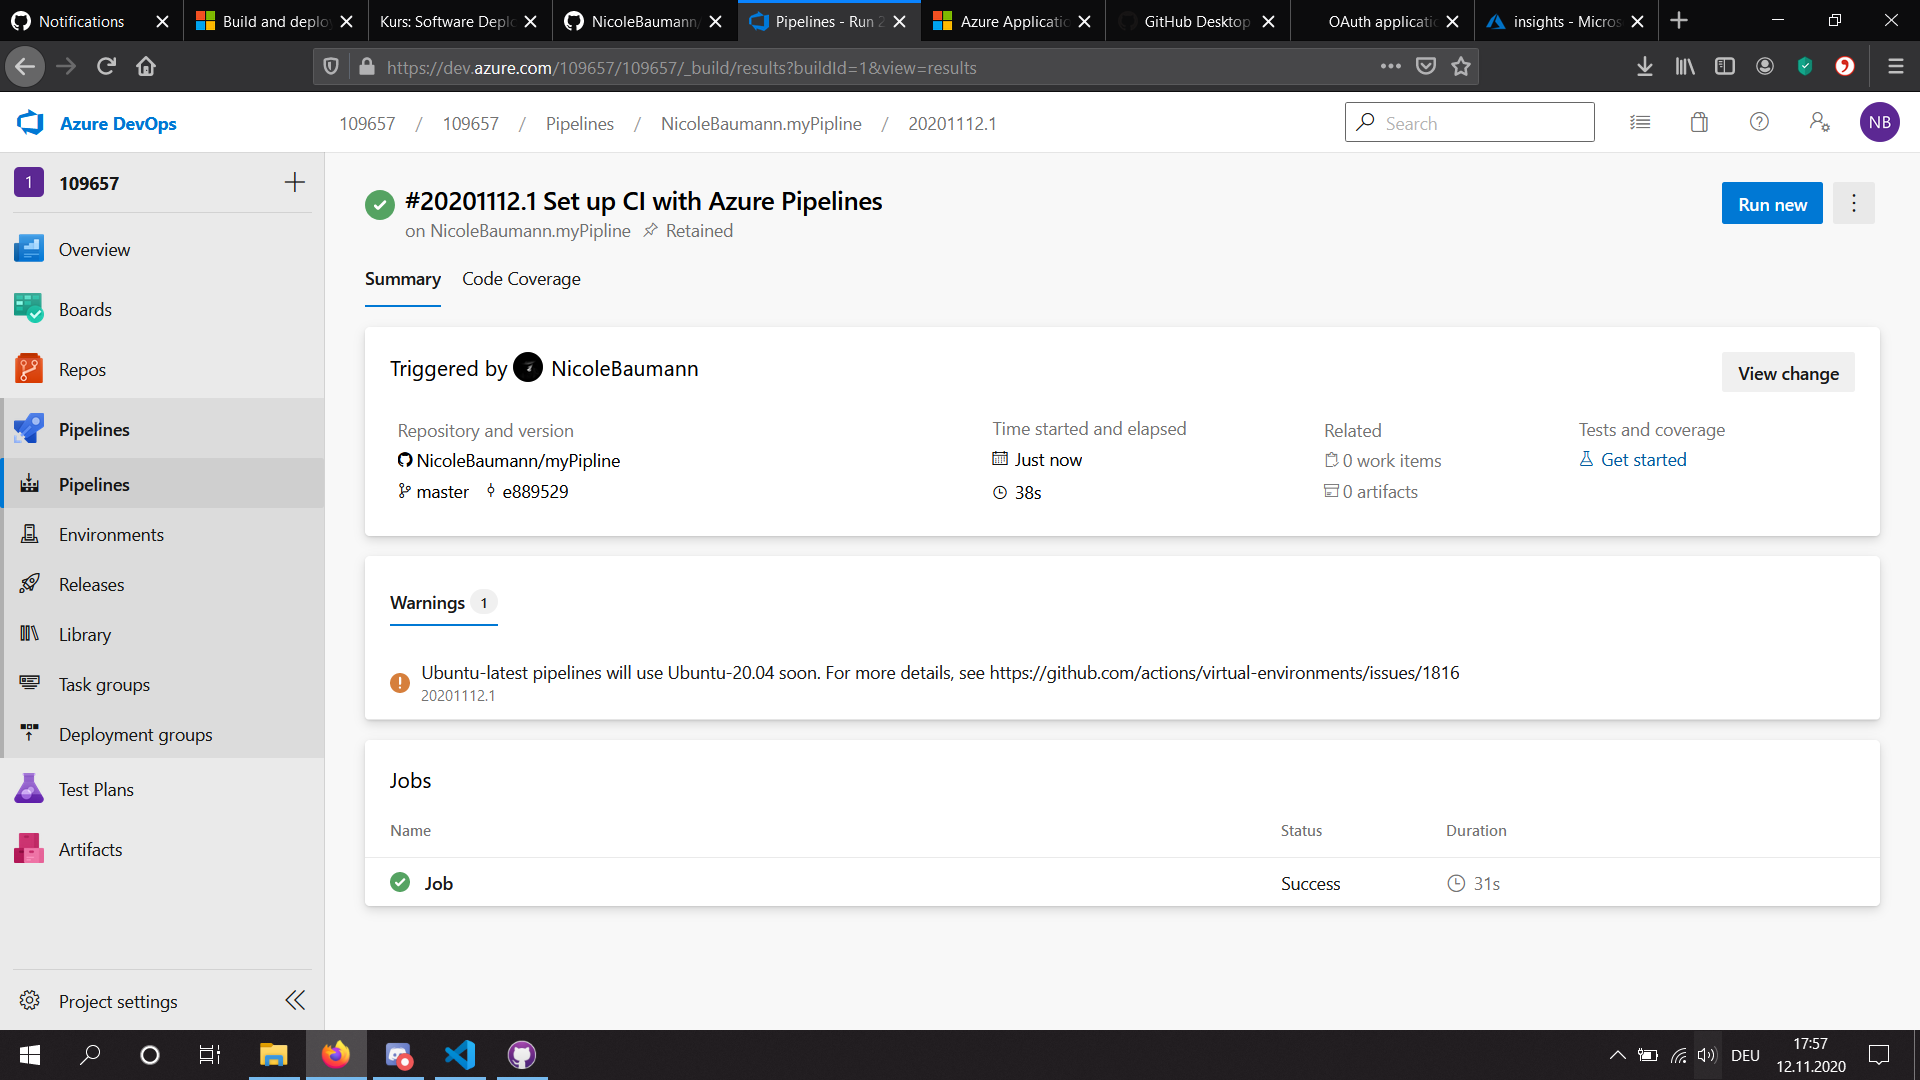 Notifications
Build and deploy
Kurs: Software Deplo
NicoleBaumann/
Pipelines - Run 2
Azure Applicatio
GitHub Desktop
OAuth applicatio
insights - Micros
https://dev.azure.com/109657/109657/_build/results?buildId=1&view=results
Azure DevOps
109657 / 109657 / Pipelines / NicoleBaumann.myPipline / 20201112.1
Search
NB
1 109657
Overview
Boards
Repos
Pipelines
Pipelines
Environments
Releases
Library
Task groups
Deployment groups
Test Plans
Artifacts
Project settings
#20201112.1 Set up CI with Azure Pipelines
on NicoleBaumann.myPipline Retained
Run new
Summary Code Coverage
Triggered by NicoleBaumann
View change
Repository and version
NicoleBaumann/myPipline
master e889529
Time started and elapsed
Just now
38s
Related
0 work items
0 artifacts
Tests and coverage
Get started
Warnings 1
Ubuntu-latest pipelines will use Ubuntu-20.04 soon. For more details, see https://github.com/actions/virtual-environments/issues/1816
20201112.1
Jobs
Name Status Duration
Job Success 31s
DEU
17:57
12.11.2020